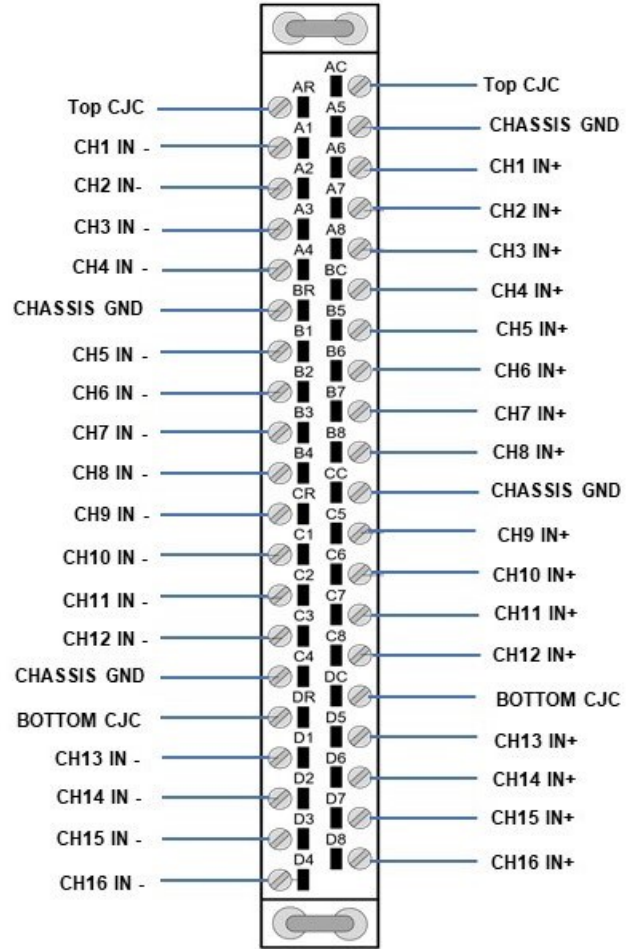 AC
Top CJC
AR
Top CJC
A5
CHASSIS GND
A1
CH1 IN -
A6
CH1 IN+
A2
CH2 IN-
A7
CH2 IN+
A3
CH3 IN -
A8
CH3 IN+
A4
CH4 IN -
BC
CH4 IN+
BR
CHASSIS GND
B5
CH5 IN+
B1
CH5 IN -
B6
CH6 IN+
B2
CH6 IN -
B7
CH7 IN+
B3
CH7 IN -
B8
CH8 IN+
B4
CH8 IN -
CC
CHASSIS GND
CR
CH9 IN -
C5
CH9 IN+
C1
CH10 IN -
C6
CH10 IN+
C2
CH11 IN -
C7
CH11 IN+
C3
CH12 IN -
C8
CH12 IN+
C4
CHASSIS GND
DC
BOTTOM CJC
DR
BOTTOM CJC
D5
CH13 IN+
D1
CH13 IN -
D6
CH14 IN+
D2
CH14 IN -
D7
CH15 IN+
D3
CH15 IN -
D8
CH16 IN+
D4
CH16 IN -